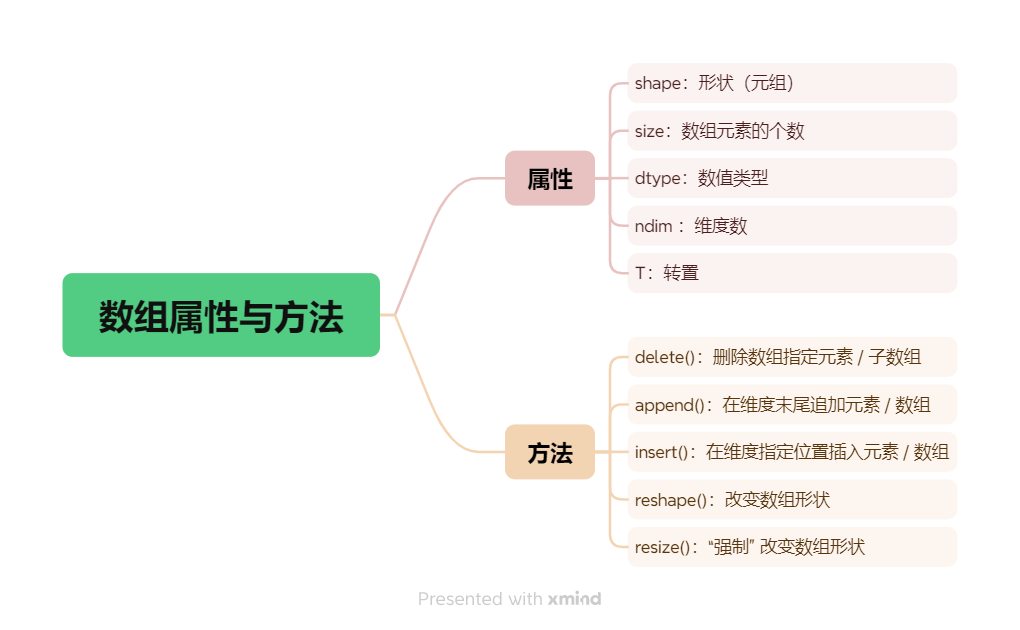 数组属性与方法
属性
shape：形状（元组）
size：数组元素的个数
dtype：数值类型
ndim ：维度数
T：转置
方法
delete()：删除数组指定元素 / 子数组
append()：在维度末尾追加元素 / 数组
insert()：在维度指定位置插入元素 / 数组
reshape()：改变数组形状
resize()：“强制” 改变数组形状
Presented with xmind